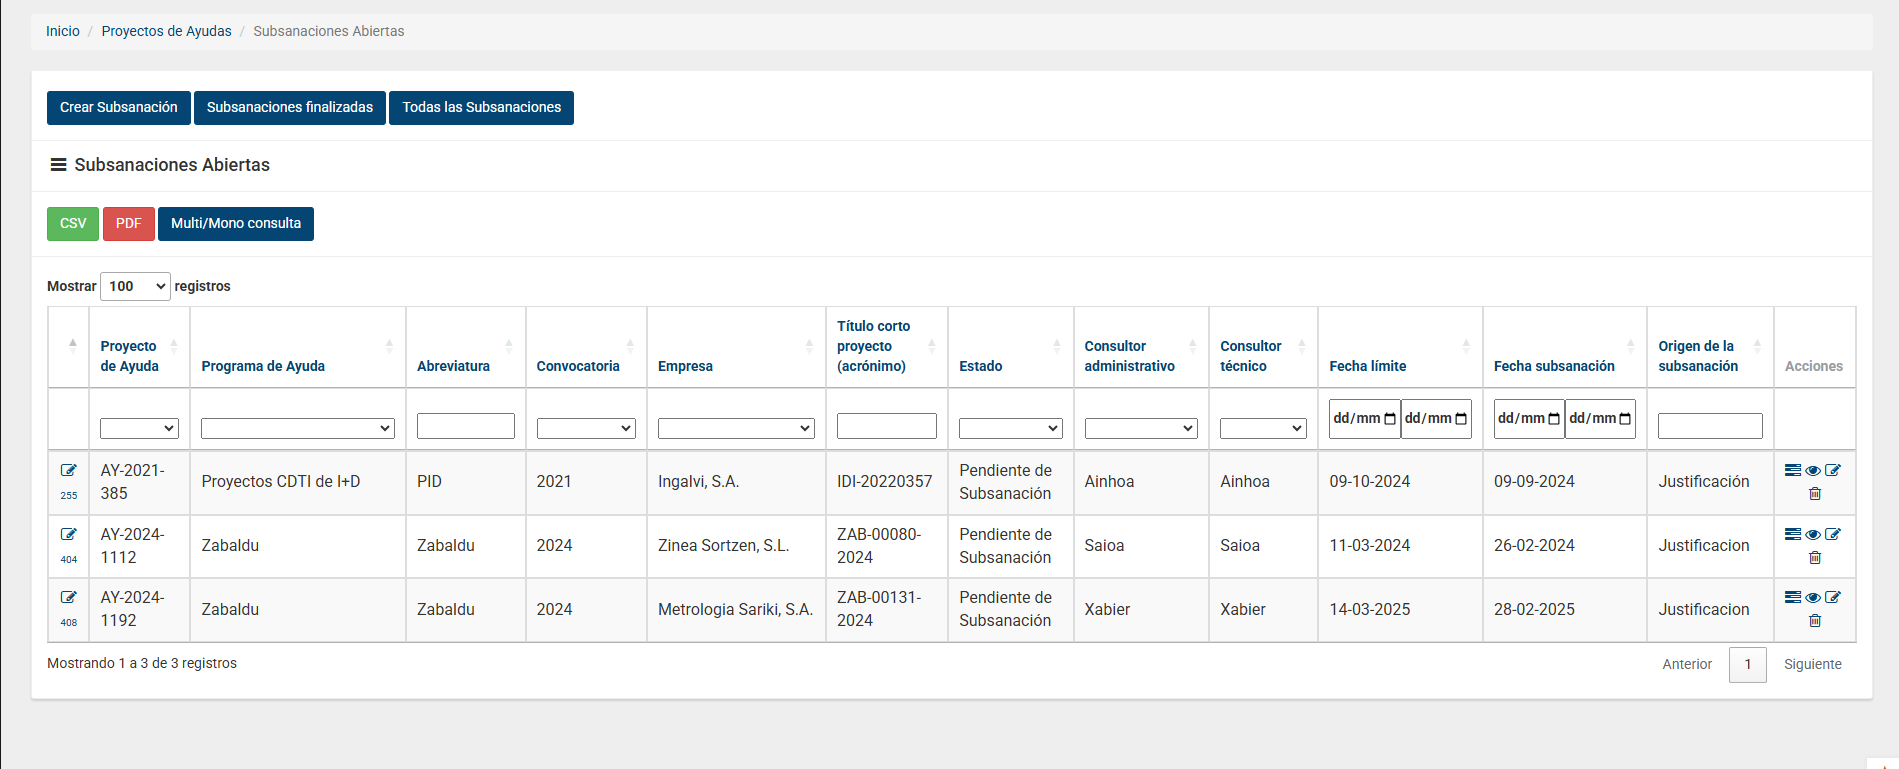 Inicio / Proyectos de Ayudas / Subsanaciones Abiertas
Crear Subsanación Subsanaciones finalizadas Todas las Subsanaciones
Subsanaciones Abiertas
CSV PDF Multi/Mono consulta
Mostrar 100 registros
Proyecto de Ayuda Programa de Ayuda Abreviatura Convocatoria Empresa Título corto proyecto (acrónimo) Estado Consultor administrativo Consultor técnico Fecha límite Fecha subsanación Origen de la subsanación Acciones
dd/mm dd/mm dd/mm dd/mm
255 AY-2021-385 Proyectos CDTI de I+D PID 2021 Ingalvi, S.A. IDI-20220357 Pendiente de Subsanación Ainhoa Ainhoa 09-10-2024 09-09-2024 Justificación
404 AY-2024-1112 Zabaldu Zabaldu 2024 Zinea Sortzen, S.L. ZAB-00080-2024 Pendiente de Subsanación Saioa Saioa 11-03-2024 26-02-2024 Justificacion
408 AY-2024-1192 Zabaldu Zabaldu 2024 Metrologia Sariki, S.A. ZAB-00131-2024 Pendiente de Subsanación Xabier Xabier 14-03-2025 28-02-2025 Justificacion
Mostrando 1 a 3 de 3 registros
Anterior 1 Siguiente